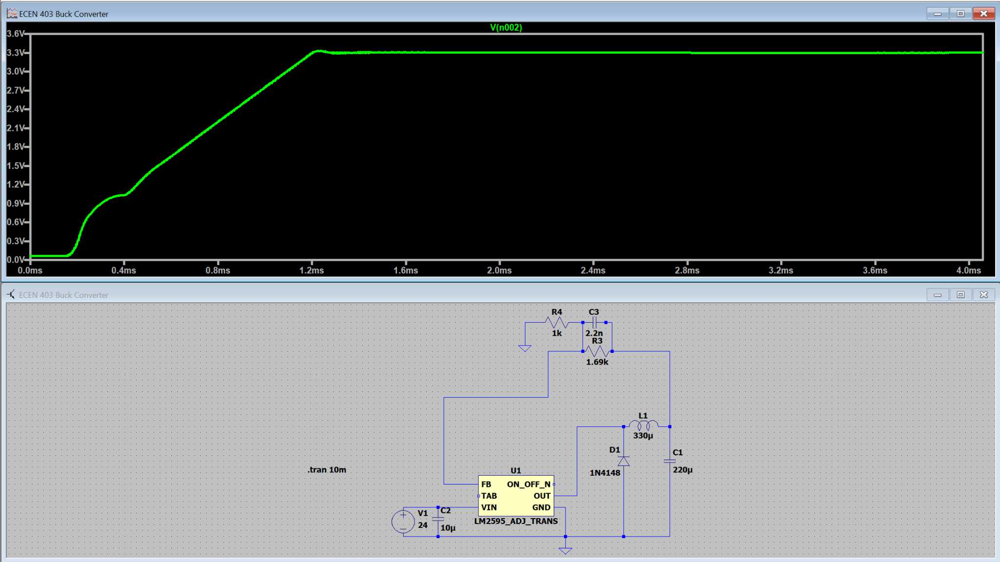 ECEN 403 Buck Converter
V(n002)
3.6V
3.3V
3.0V
2.7V
2.4V
2.1V
1.8V
1.5V
1.2V
0.9V
0.6V
0.3V
0.0V
0.0ms 0.4ms 0.8ms 1.2ms 1.6ms 2.0ms 2.4ms 2.8ms 3.2ms 3.6ms 4.0ms
ECEN 403 Buck Converter
R4 C3
1k 2.2n
R3
1.69k
L1
330µ
D1 C1
1N4148 220µ
.tran 10m
U1
FB ON_OFF_N
TAB OUT
VIN GND
LM2595_ADJ_TRANS
V1 C2
24 10µ